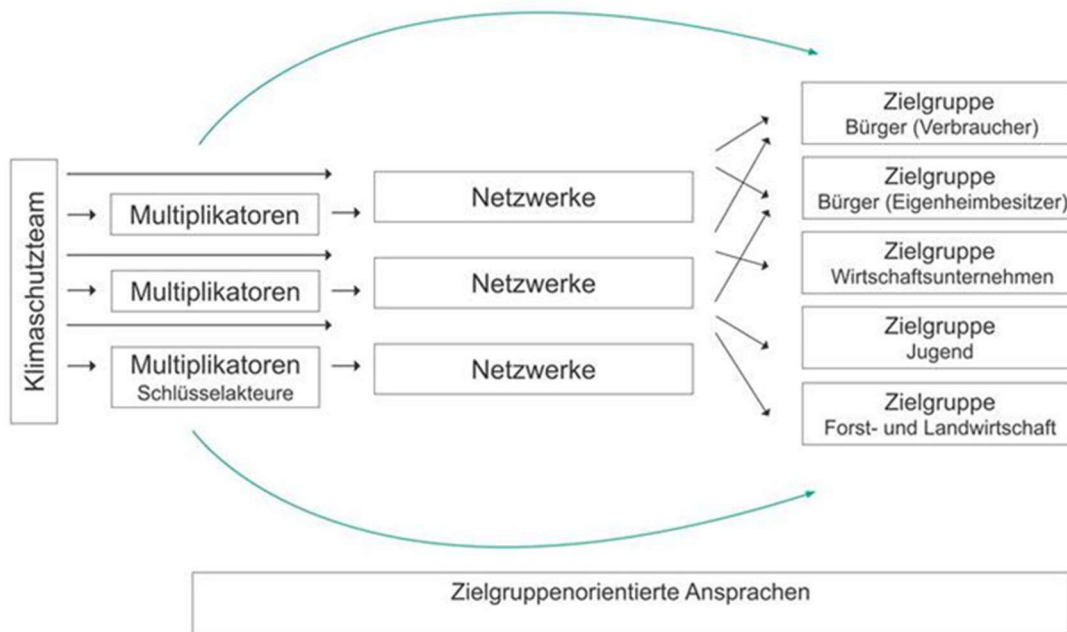 Klimaschutzteam
Multiplikatoren
Multiplikatoren
Multiplikatoren
Schlüsselakteure
Netzwerke
Netzwerke
Netzwerke
Zielgruppe
Bürger (Verbraucher)
Zielgruppe
Bürger (Eigenheimbesitzer)
Zielgruppe
Wirtschaftsunternehmen
Zielgruppe
Jugend
Zielgruppe
Forst- und Landwirtschaft
Zielgruppenorientierte Ansprachen